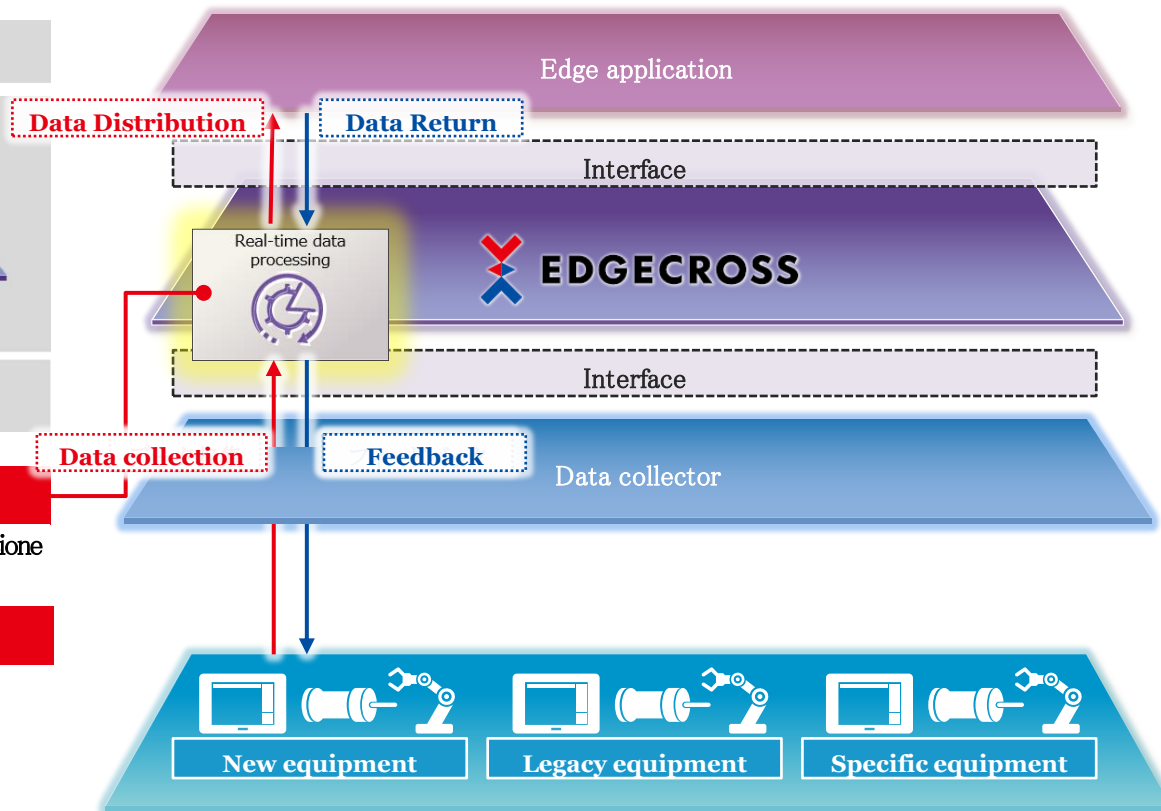 Edge application
Data Distribution
Data Return
Interface
Real-time data
processing
EDGECROSS
Interface
Data collection
Feedback
Data collector
ione
New equipment
Legacy equipment
Specific equipment